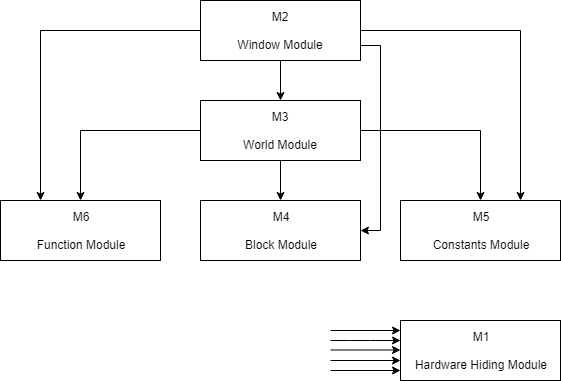 M2
Window Module
M3
World Module
M6
Function Module
M4
Block Module
M5
Constants Module
M1
Hardware Hiding Module